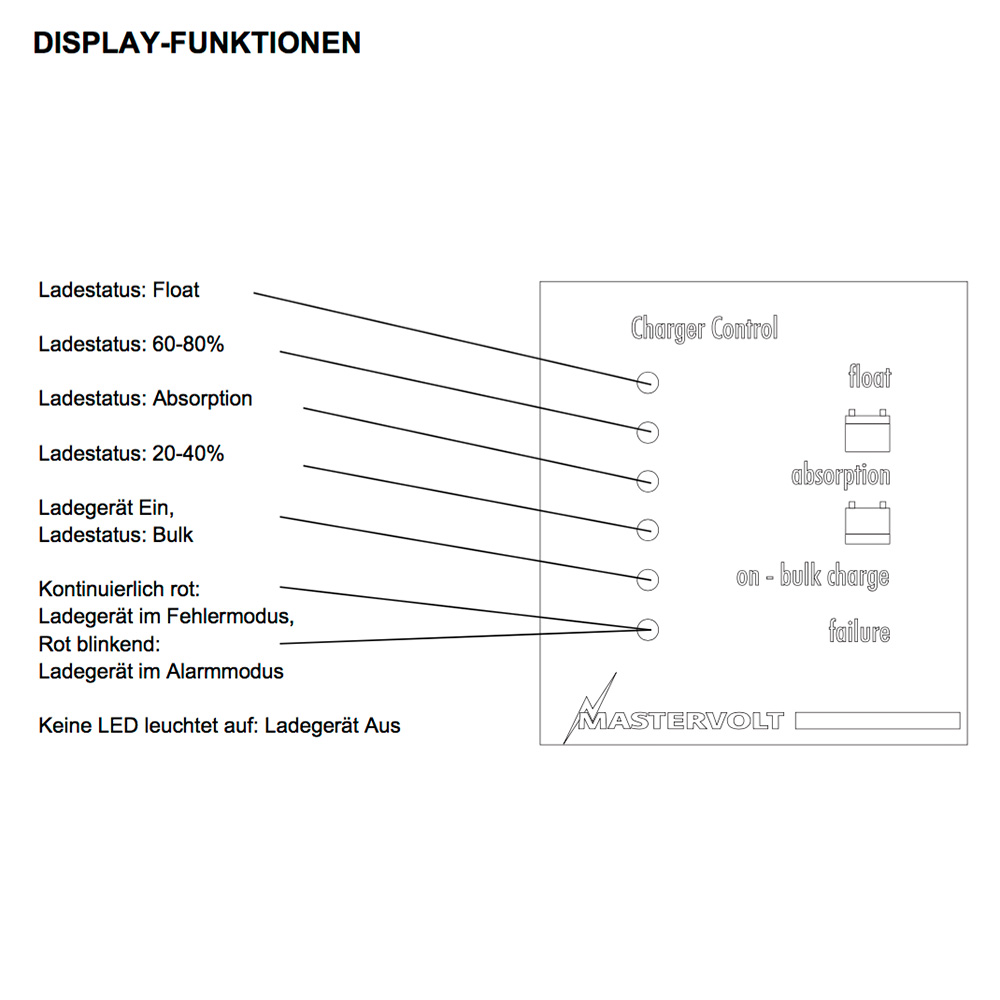 DISPLAY-FUNKTIONEN
Ladestatus: Float
Ladestatus: 60-80%
Ladestatus: Absorption
Ladestatus: 20-40%
Ladegerät Ein,
Ladestatus: Bulk
Kontinuierlich rot:
Ladegerät im Fehlermodus,
Rot blinkend:
Ladegerät im Alarmmodus
Keine LED leuchtet auf: Ladegerät Aus
Charger Control
float
absorption
on - bulk charge
failure
MASTERVOLT